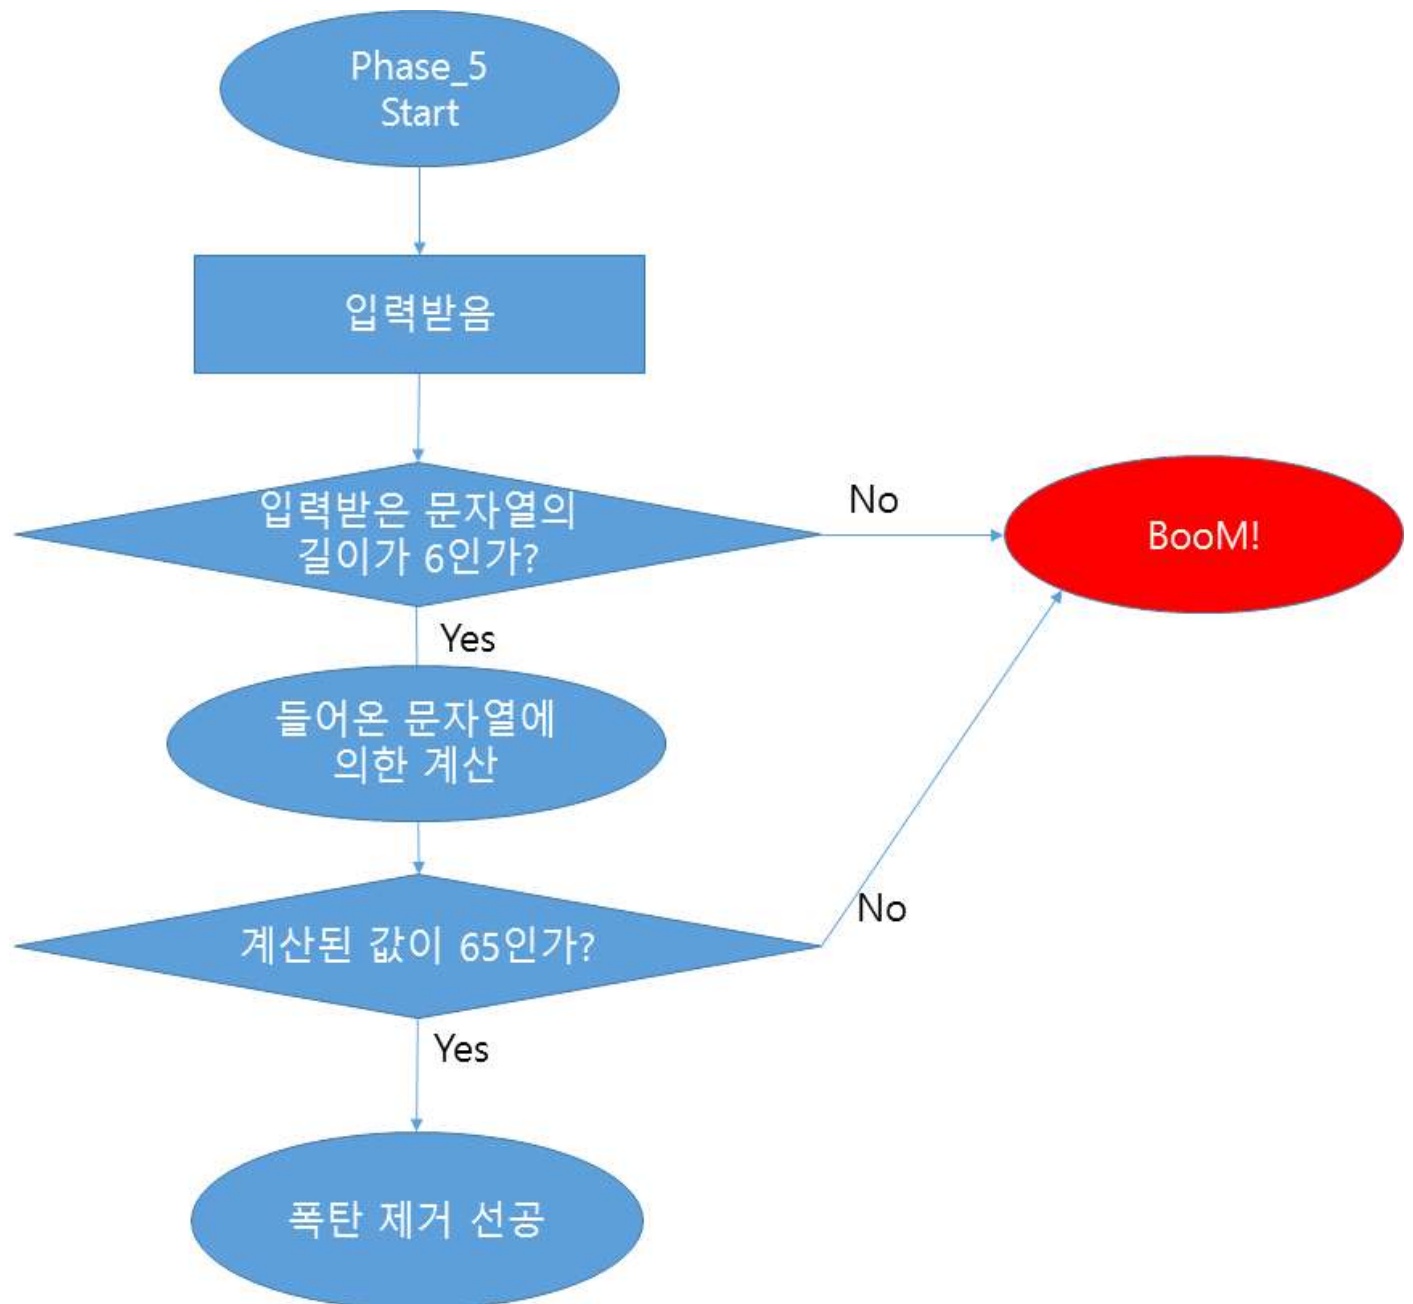 Phase_5
Start
입력받음
입력받은 문자열의
길이가 6인가?
No
BooM!
Yes
들어온 문자열에
의한 계산
계산된 값이 65인가?
No
Yes
폭탄 제거 선공